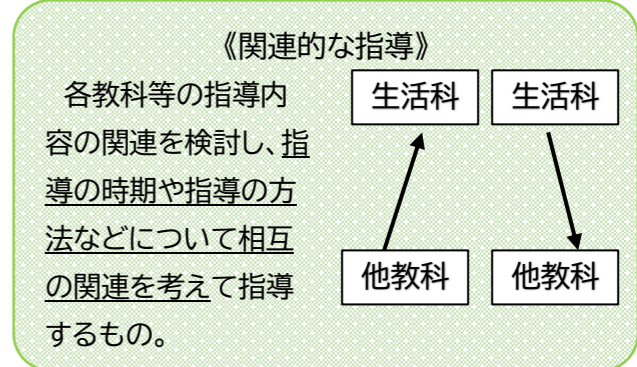 《関連的な指導》
各教科等の指導内
容の関連を検討し、指
導の時期や指導の方
法などについて相互
の関連を考えて指導
するもの。
生活科 生活科
他教科 他教科